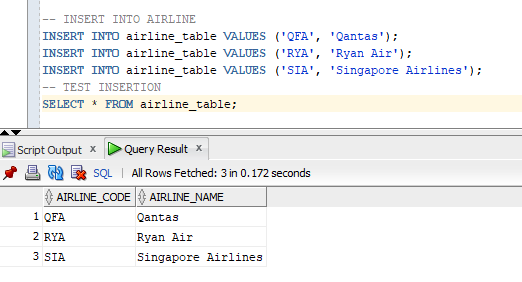 -- INSERT INTO AIRLINE
INSERT INTO airline_table VALUES ('QFA', 'Qantas');
INSERT INTO airline_table VALUES ('RYA', 'Ryan Air');
INSERT INTO airline_table VALUES ('SIA', 'Singapore Airlines');
-- TEST INSERTION
SELECT * FROM airline_table;
Script Output x Query Result x
SQL | All Rows Fetched: 3 in 0.172 seconds
AIRLINE_CODE AIRLINE_NAME
1 QFA Qantas
2 RYA Ryan Air
3 SIA Singapore Airlines